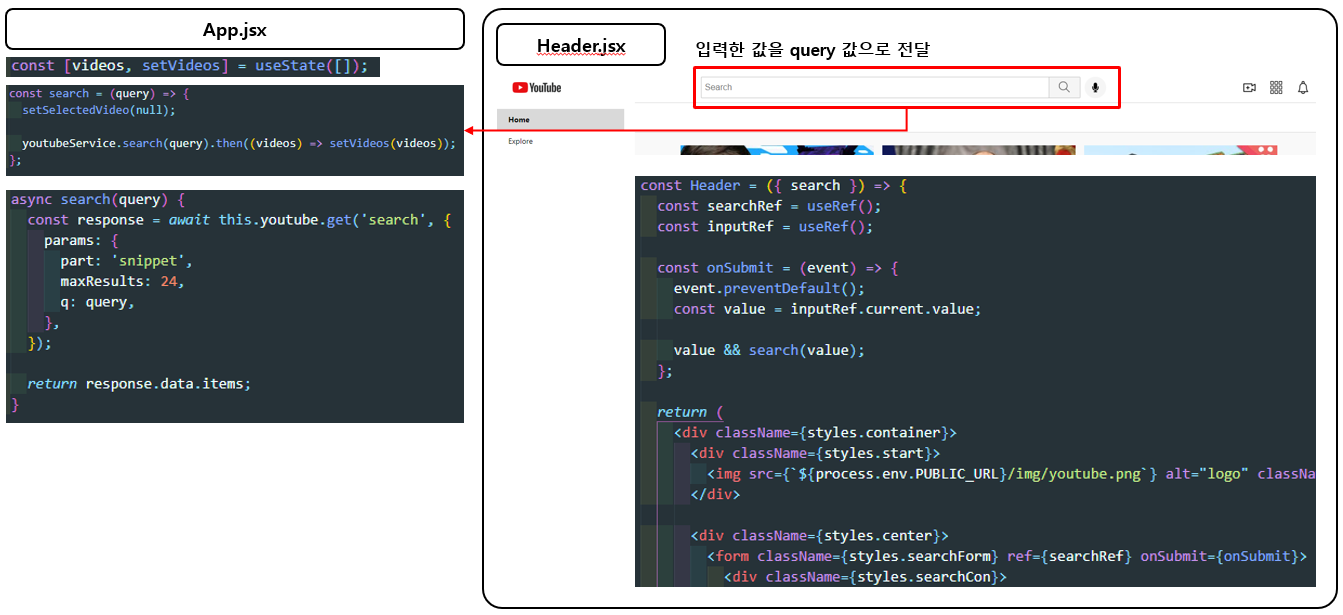 App.jsx
const [videos, setVideos] = useState([]);
const search = (query) => {
  setSelectedVideo(null);

  youtubeService.search(query).then((videos) => setVideos(videos));
};
async search(query) {
  const response = await this.youtube.get('search', {
    params: {
      part: 'snippet',
      maxResults: 24,
      q: query,
    },
  });

  return response.data.items;
}
Header.jsx
입력한 값을 query 값으로 전달
YouTube
Search
Home
Explore
const Header = ({ search }) => {
  const searchRef = useRef();
  const inputRef = useRef();

  const onSubmit = (event) => {
    event.preventDefault();
    const value = inputRef.current.value;

    value && search(value);
  };

  return (
    <div className={styles.container}>
      <div className={styles.start}>
        <img src={`${process.env.PUBLIC_URL}/img/youtube.png`} alt="logo" classNa
      </div>

      <div className={styles.center}>
        <form className={styles.searchForm} ref={searchRef} onSubmit={onSubmit}>
          <div className={styles.searchCon}>